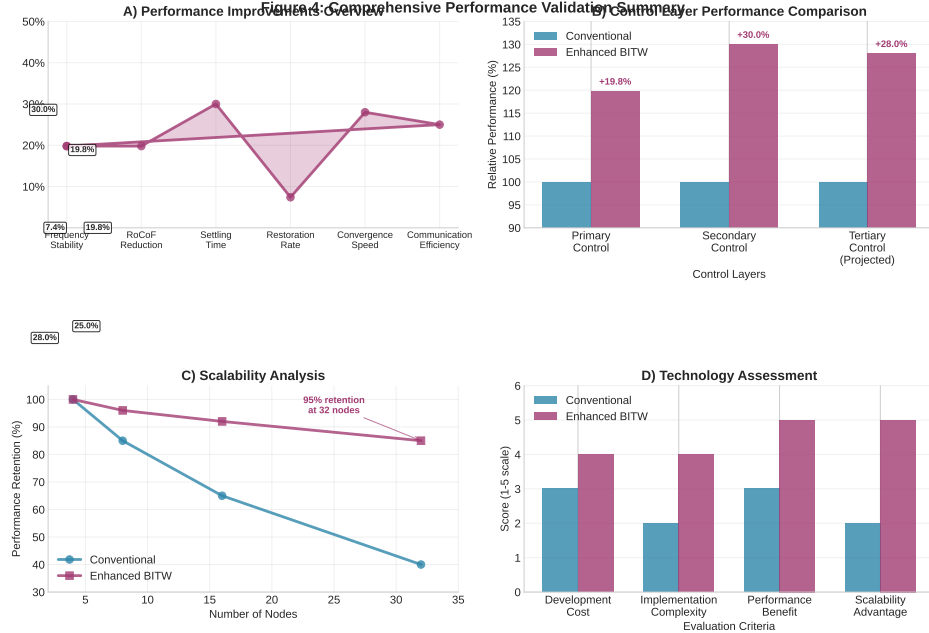 Figure 4: Comprehensive Performance Validation Summary
A) Performance Improvements Overview
50%
40%
30%
20%
10%
30.0%
19.8%
7.4%
19.8%
28.0%
25.0%
Frequency
Stability
RoCoF
Reduction
Settling
Time
Restoration
Rate
Convergence
Speed
Communication
Efficiency
B) Control Layer Performance Comparison
Conventional
Enhanced BITW
+19.8%
+30.0%
+28.0%
Relative Performance (%)
135
130
125
120
115
110
105
100
95
90
Primary
Control
Secondary
Control
Tertiary
Control
(Projected)
Control Layers
C) Scalability Analysis
Performance Retention (%)
100
90
80
70
60
50
40
30
95% retention
at 32 nodes
Conventional
Enhanced BITW
5
10
15
20
25
30
35
Number of Nodes
D) Technology Assessment
Conventional
Enhanced BITW
Score (1-5 scale)
6
5
4
3
2
1
0
Development
Cost
Implementation
Complexity
Performance
Benefit
Scalability
Advantage
Evaluation Criteria